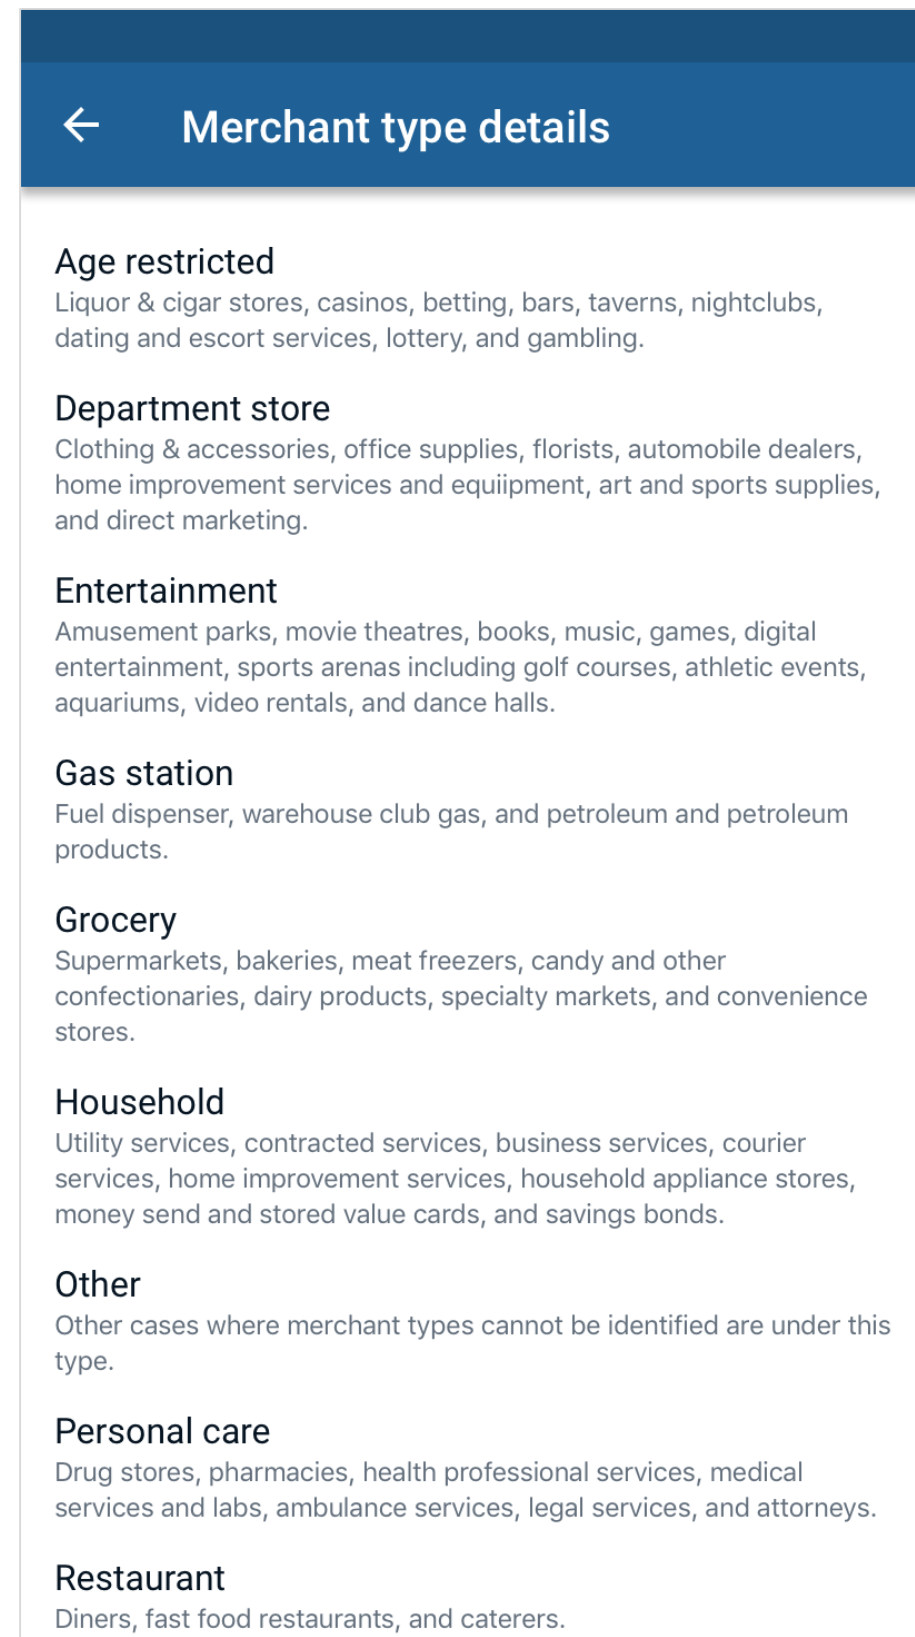 Merchant type details
Age restricted
Liquor & cigar stores, casinos, betting, bars, taverns, nightclubs,
dating and escort services, lottery, and gambling.
Department store
Clothing & accessories, office supplies, florists, automobile dealers,
home improvement services and equiipment, art and sports supplies,
and direct marketing.
Entertainment
Amusement parks, movie theatres, books, music, games, digital
entertainment, sports arenas including golf courses, athletic events,
aquariums, video rentals, and dance halls.
Gas station
Fuel dispenser, warehouse club gas, and petroleum and petroleum
products.
Grocery
Supermarkets, bakeries, meat freezers, candy and other
confectionaries, dairy products, specialty markets, and convenience
stores.
Household
Utility services, contracted services, business services, courier
services, home improvement services, household appliance stores,
money send and stored value cards, and savings bonds.
Other
Other cases where merchant types cannot be identified are under this
type.
Personal care
Drug stores, pharmacies, health professional services, medical
services and labs, ambulance services, legal services, and attorneys.
Restaurant
Diners, fast food restaurants, and caterers.